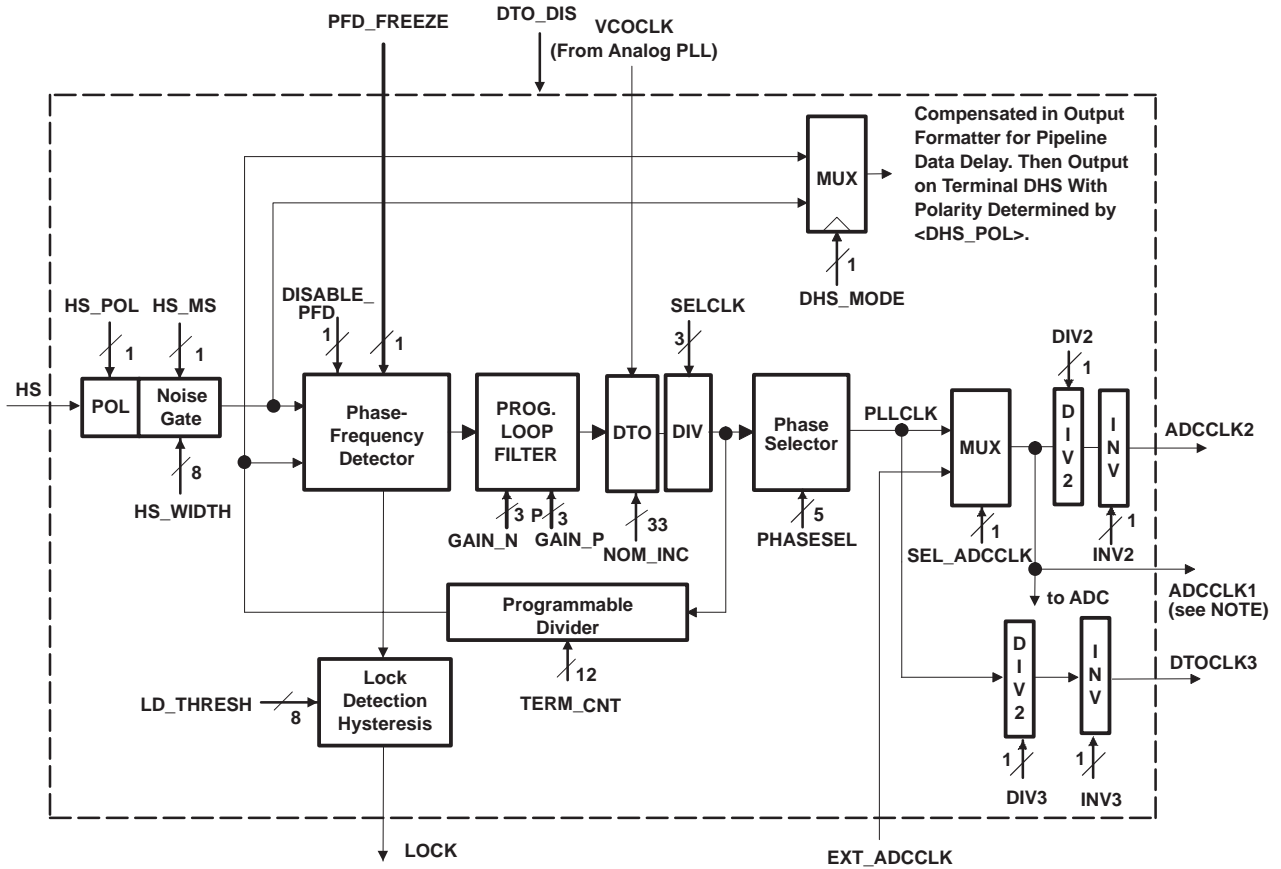 PFD_FREEZE
DTO_DIS
VCOCLK
(From Analog PLL)
Compensated in Output
Formatter for Pipeline
Data Delay. Then Output
on Terminal DHS With
Polarity Determined by
<DHS_POL>.
MUX
1
DHS_MODE
HS_POL
HS_MS
DISABLE_
PFD
SELCLK
1
1
1
1
3
DIV2
1
HS
POL
Noise
Gate
Phase-
Frequency
Detector
PROG.
LOOP
FILTER
DTO
DIV
Phase
Selector
PLLCLK
MUX
D
I
V
2
I
N
V
ADCCLK2
8
HS_WIDTH
3
P
3
33
5
1
1
GAIN_N
GAIN_P
NOM_INC
PHASESEL
SEL_ADCCLK
INV2
ADCCLK1
(see NOTE)
to ADC
Programmable
Divider
12
TERM_CNT
D
I
V
2
I
N
V
DTOCLK3
LD_THRESH
8
Lock
Detection
Hysteresis
1
1
DIV3
INV3
LOCK
EXT_ADCCLK